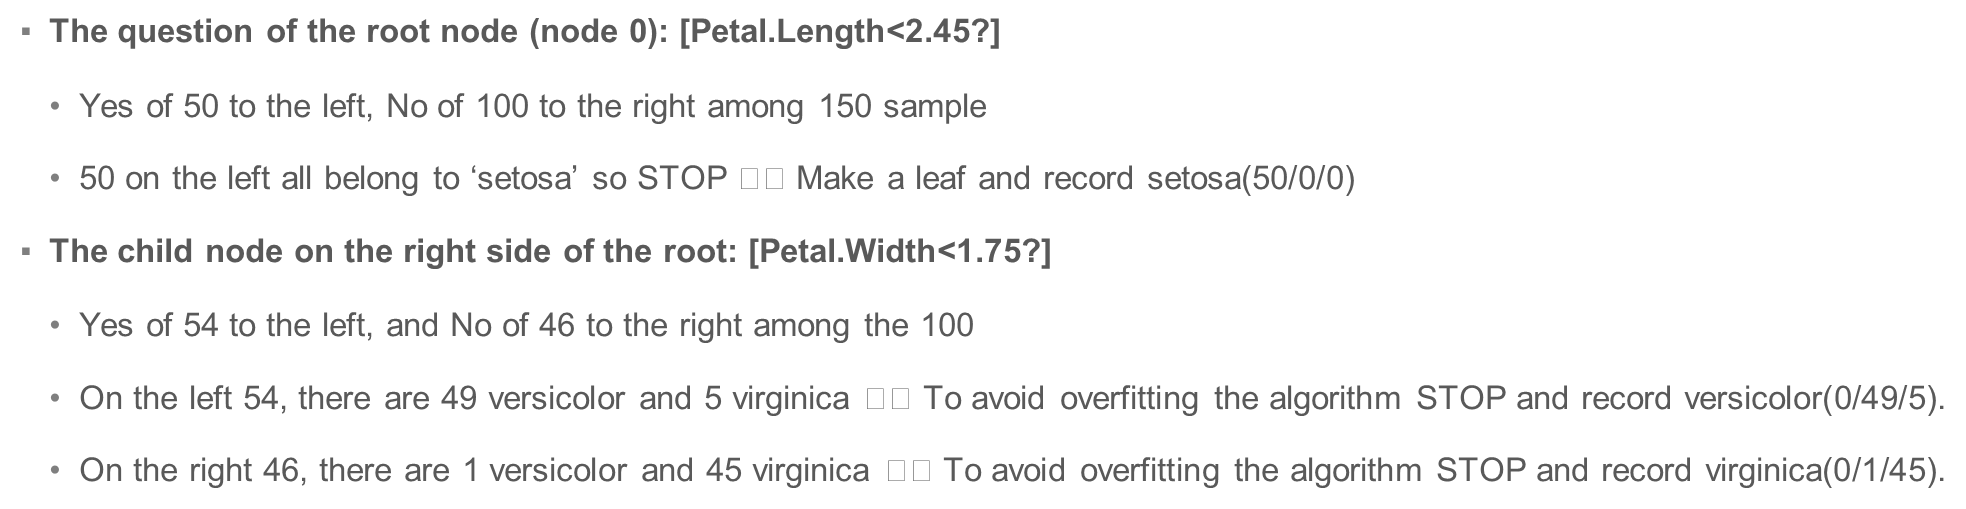 ▪ The question of the root node (node 0): [Petal.Length<2.45?]
• Yes of 50 to the left, No of 100 to the right among 150 sample
• 50 on the left all belong to ‘setosa’ so STOP □□ Make a leaf and record setosa(50/0/0)
▪ The child node on the right side of the root: [Petal.Width<1.75?]
• Yes of 54 to the left, and No of 46 to the right among the 100
• On the left 54, there are 49 versicolor and 5 virginica □□ To avoid overfitting the algorithm STOP and record versicolor(0/49/5).
• On the right 46, there are 1 versicolor and 45 virginica □□ To avoid overfitting the algorithm STOP and record virginica(0/1/45).